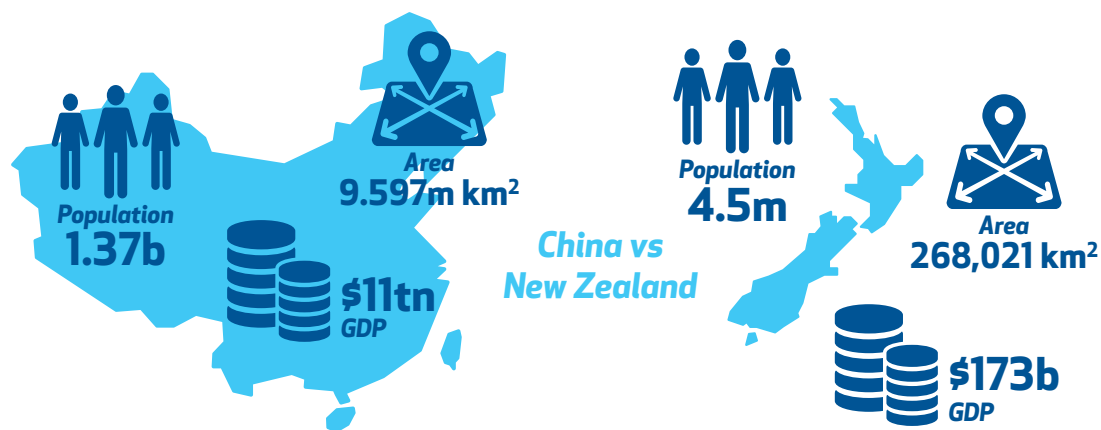 Population
1.37b
Area
9.597m km²
$11tn
GDP
China vs
New Zealand
Population
4.5m
Area
268,021 km²
$173b
GDP